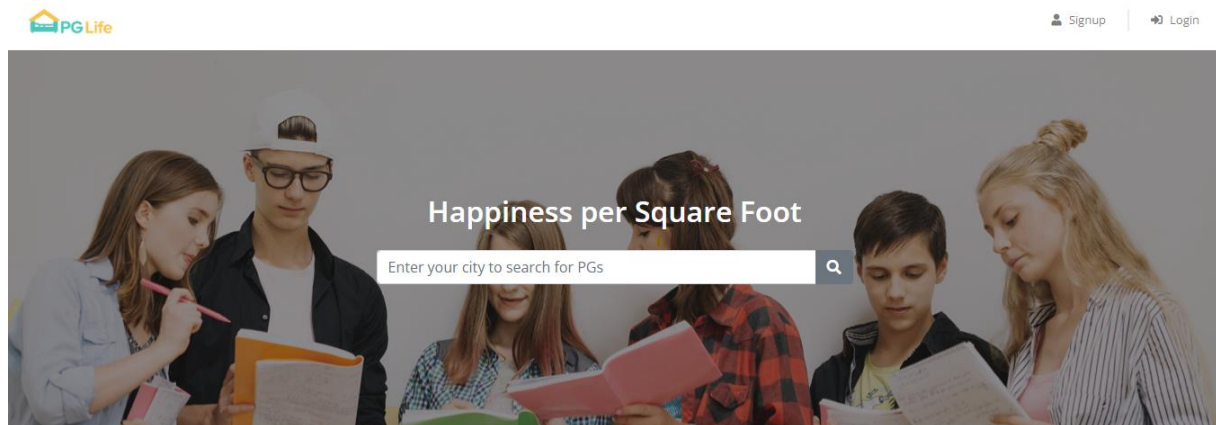 PG Life
Signup
Login
Happiness per Square Foot
Enter your city to search for PGs